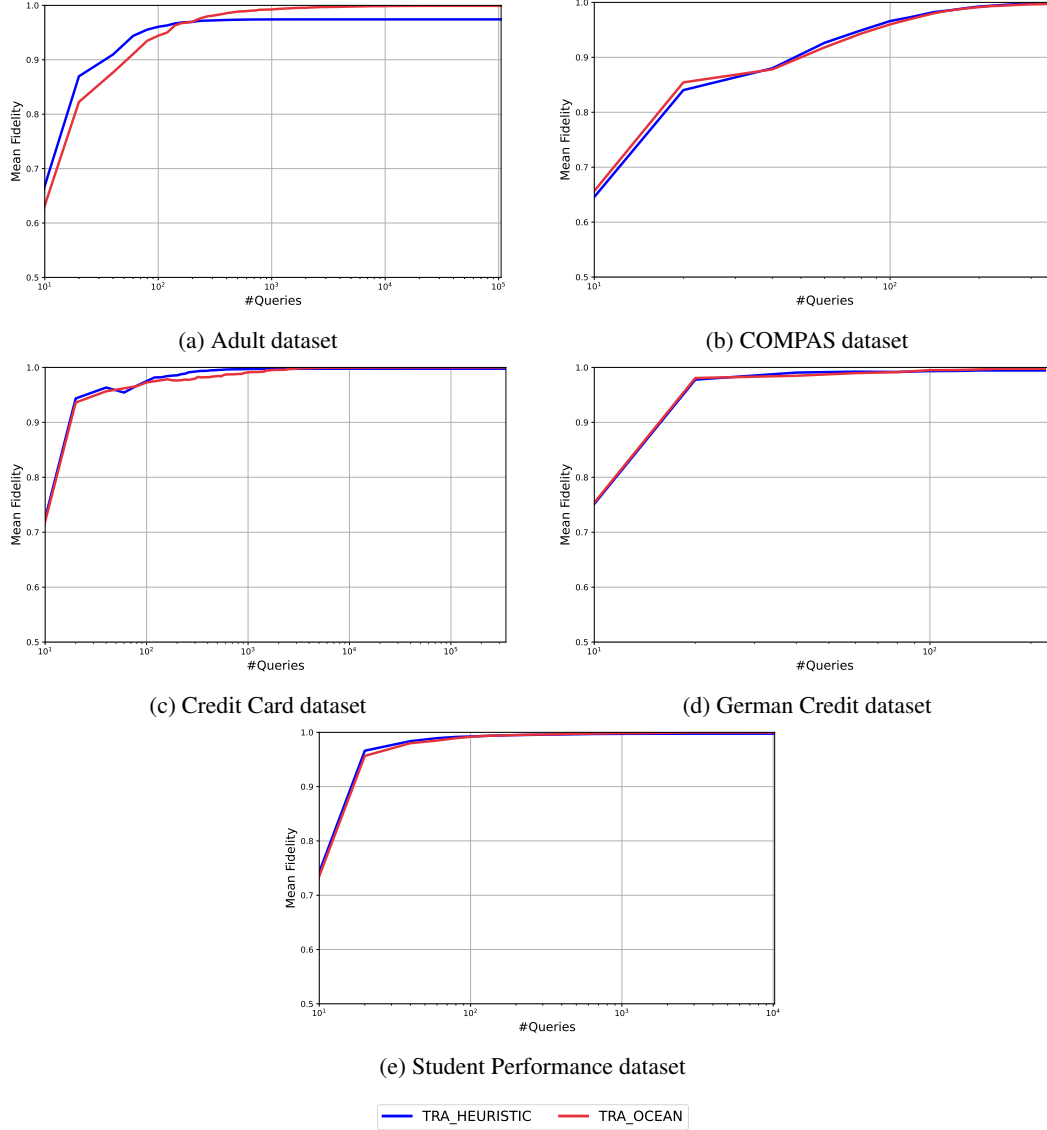 1.0
0.9
0.8
0.7
0.6
0.5
Mean Fidelity
10¹ 10² 10³ 10⁴ 10⁵
#Queries
(a) Adult dataset
1.0
0.9
0.8
0.7
0.6
0.5
Mean Fidelity
10¹ 10²
#Queries
(b) COMPAS dataset
1.0
0.9
0.8
0.7
0.6
0.5
Mean Fidelity
10¹ 10² 10³ 10⁴ 10⁵
#Queries
(c) Credit Card dataset
1.0
0.9
0.8
0.7
0.6
0.5
Mean Fidelity
10¹ 10²
#Queries
(d) German Credit dataset
1.0
0.9
0.8
0.7
0.6
0.5
Mean Fidelity
10¹ 10² 10³ 10⁴
#Queries
(e) Student Performance dataset
TRA_HEURISTIC TRA_OCEAN